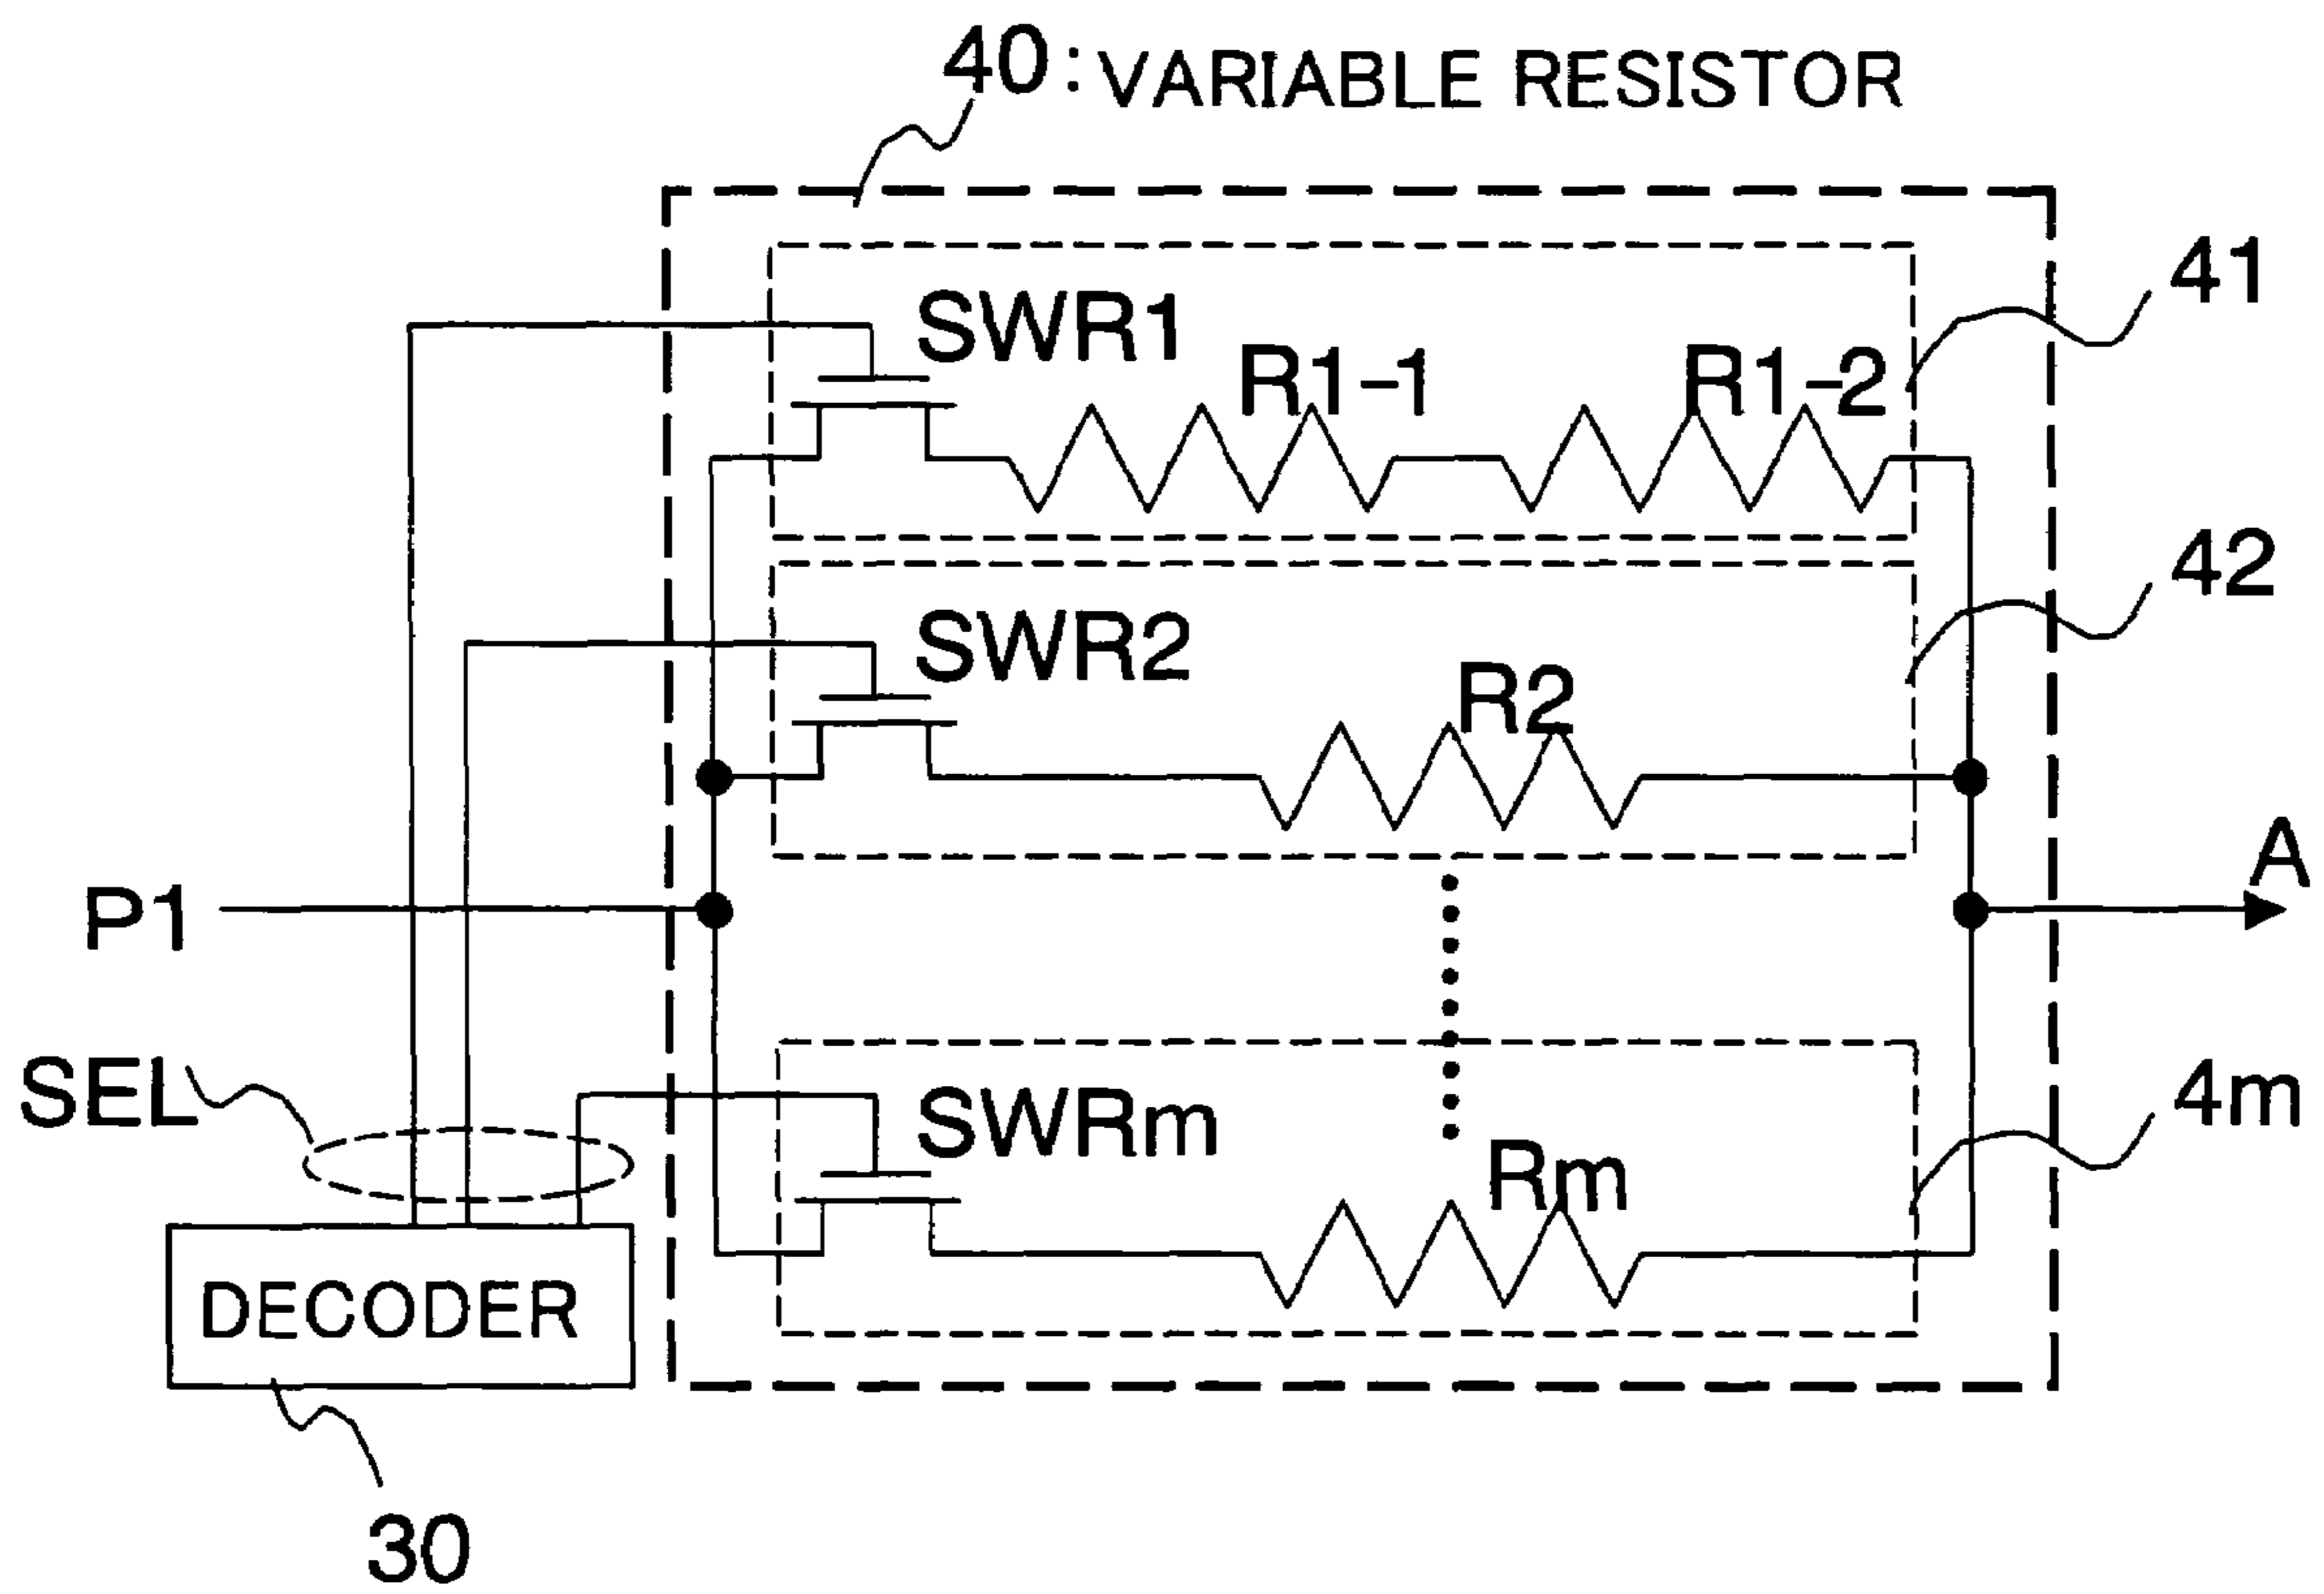 40: VARIABLE RESISTOR
41
SWR1
R1-1
R1-2
42
SWR2
R2
A
P1
SEL
4m
SWRm
Rm
DECODER
30